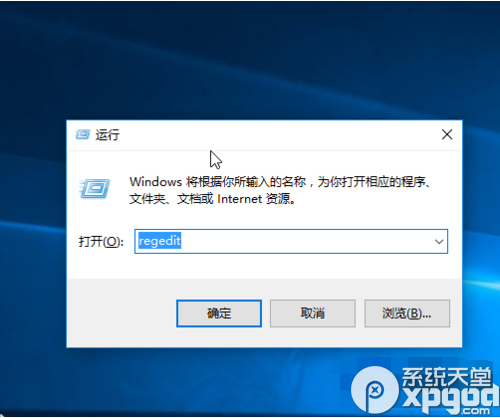 运行
Windows 将根据你所输入的名称，为你打开相应的程序、
文件夹、文档或 Internet 资源。
打开(O): regedit
确定 取消 浏览(B)...
系统天堂
xpgod